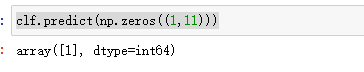 : clf.predict(np.zeros((1,11)))
: array([1], dtype=int64)